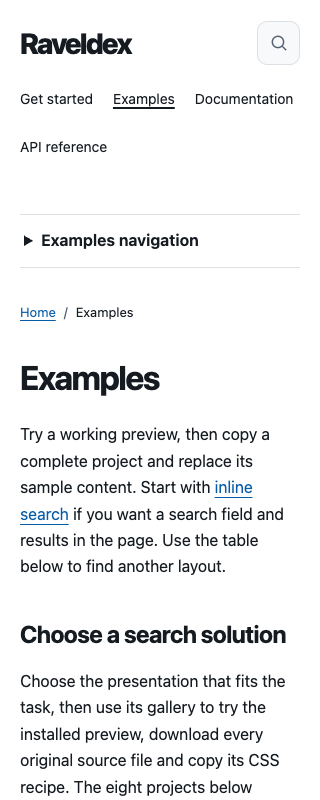 Raveldex
Get started Examples Documentation
API reference
Examples navigation
Home / Examples
Examples
Try a working preview, then copy a
complete project and replace its
sample content. Start with inline
search if you want a search field and
results in the page. Use the table
below to find another layout.
Choose a search solution
Choose the presentation that fits the
task, then use its gallery to try the
installed preview, download every
original source file and copy its CSS
recipe. The eight projects below